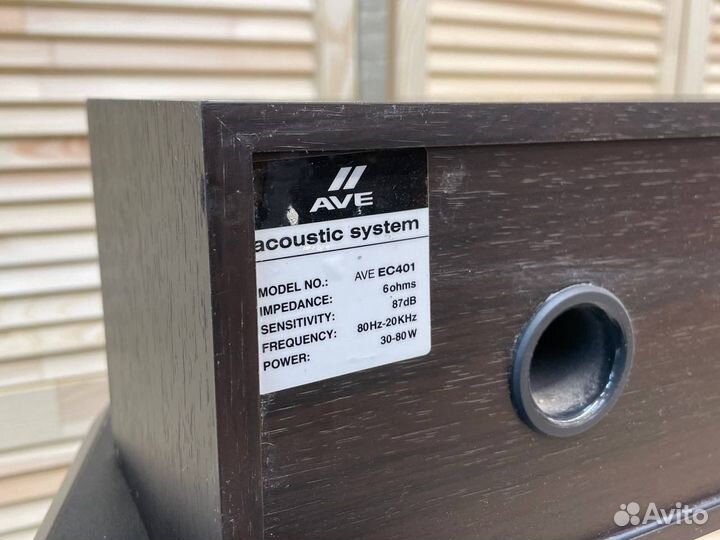 AVE
acoustic system
MODEL NO.: AVE EC401
IMPEDANCE: 6ohms
SENSITIVITY: 87dB
FREQUENCY: 80Hz-20KHz
POWER: 30-80W
Avito